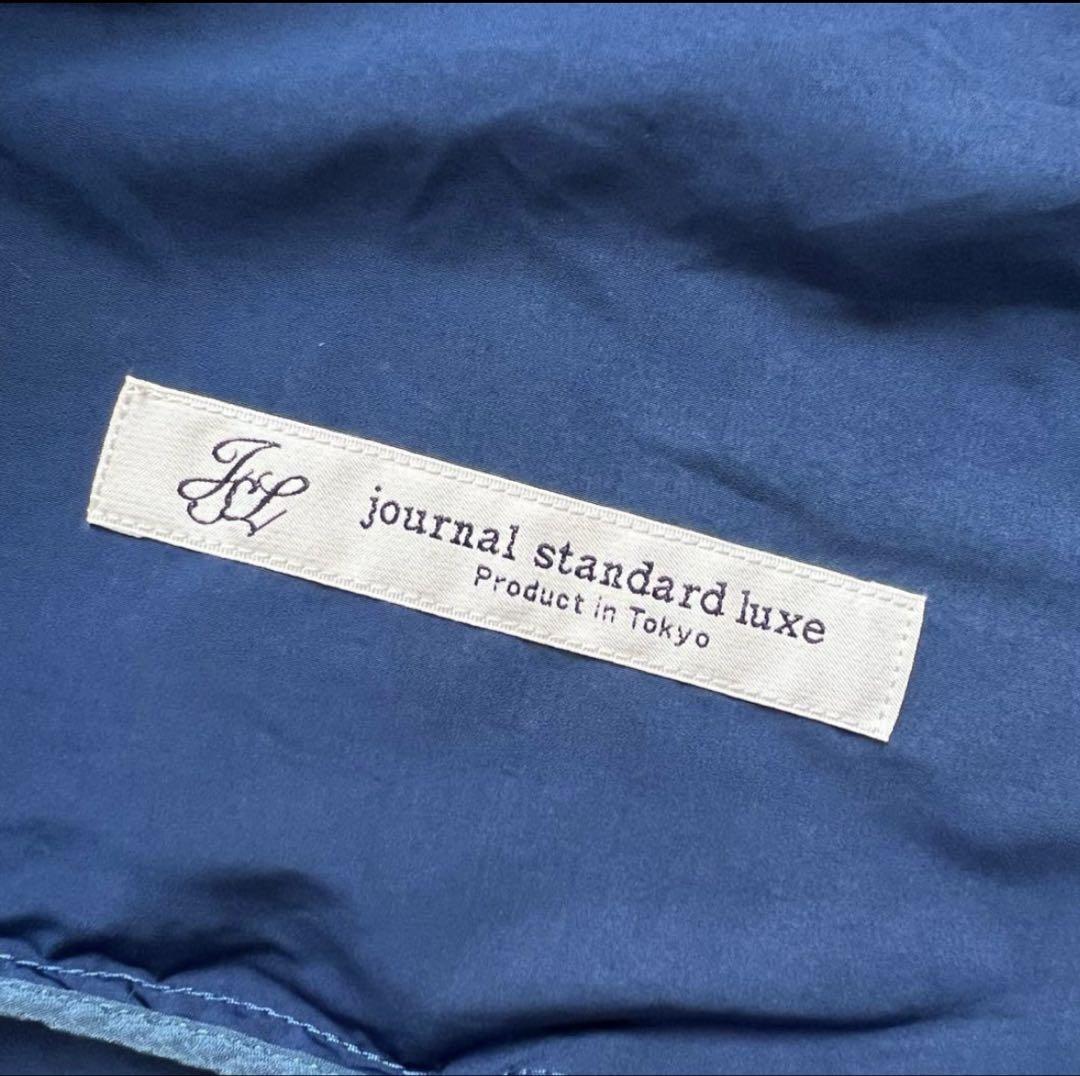 JSL
journal standard luxe
Product in Tokyo